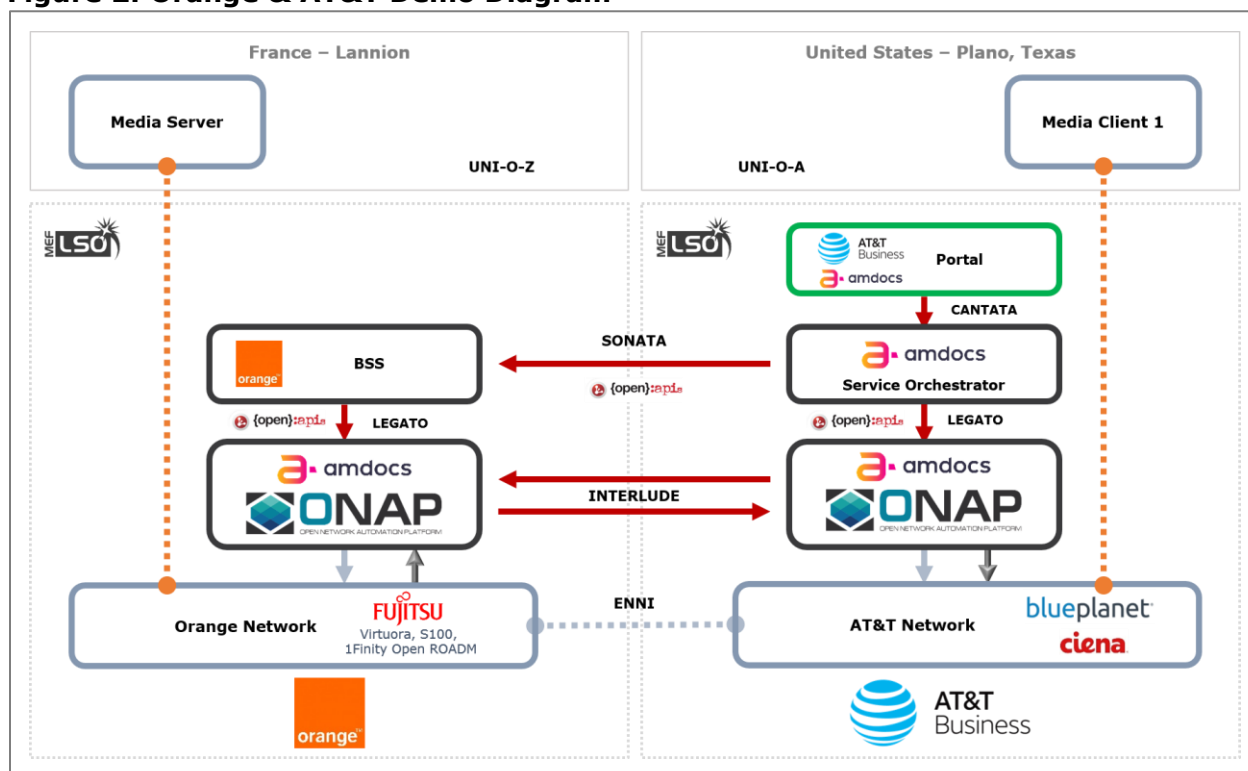 Figure 2: Orange & AT&T Demo Diagram
France – Lannion
United States – Plano, Texas
Media Server
Media Client 1
UNI-O-Z
UNI-O-A
MEF LSO
MEF LSO
AT&T
Business
amdocs
Portal
CANTATA
orange
BSS
SONATA
{open}:apis
amdocs
Service Orchestrator
{open}:apis
LEGATO
{open}:apis
LEGATO
amdocs
ONAP
OPEN NETWORK AUTOMATION PLATFORM
INTERLUDE
amdocs
ONAP
OPEN NETWORK AUTOMATION PLATFORM
Orange Network
FUJITSU
Virtuora, S100,
1Finity Open ROADM
ENNI
AT&T Network
blueplanet
ciena
orange
AT&T
Business